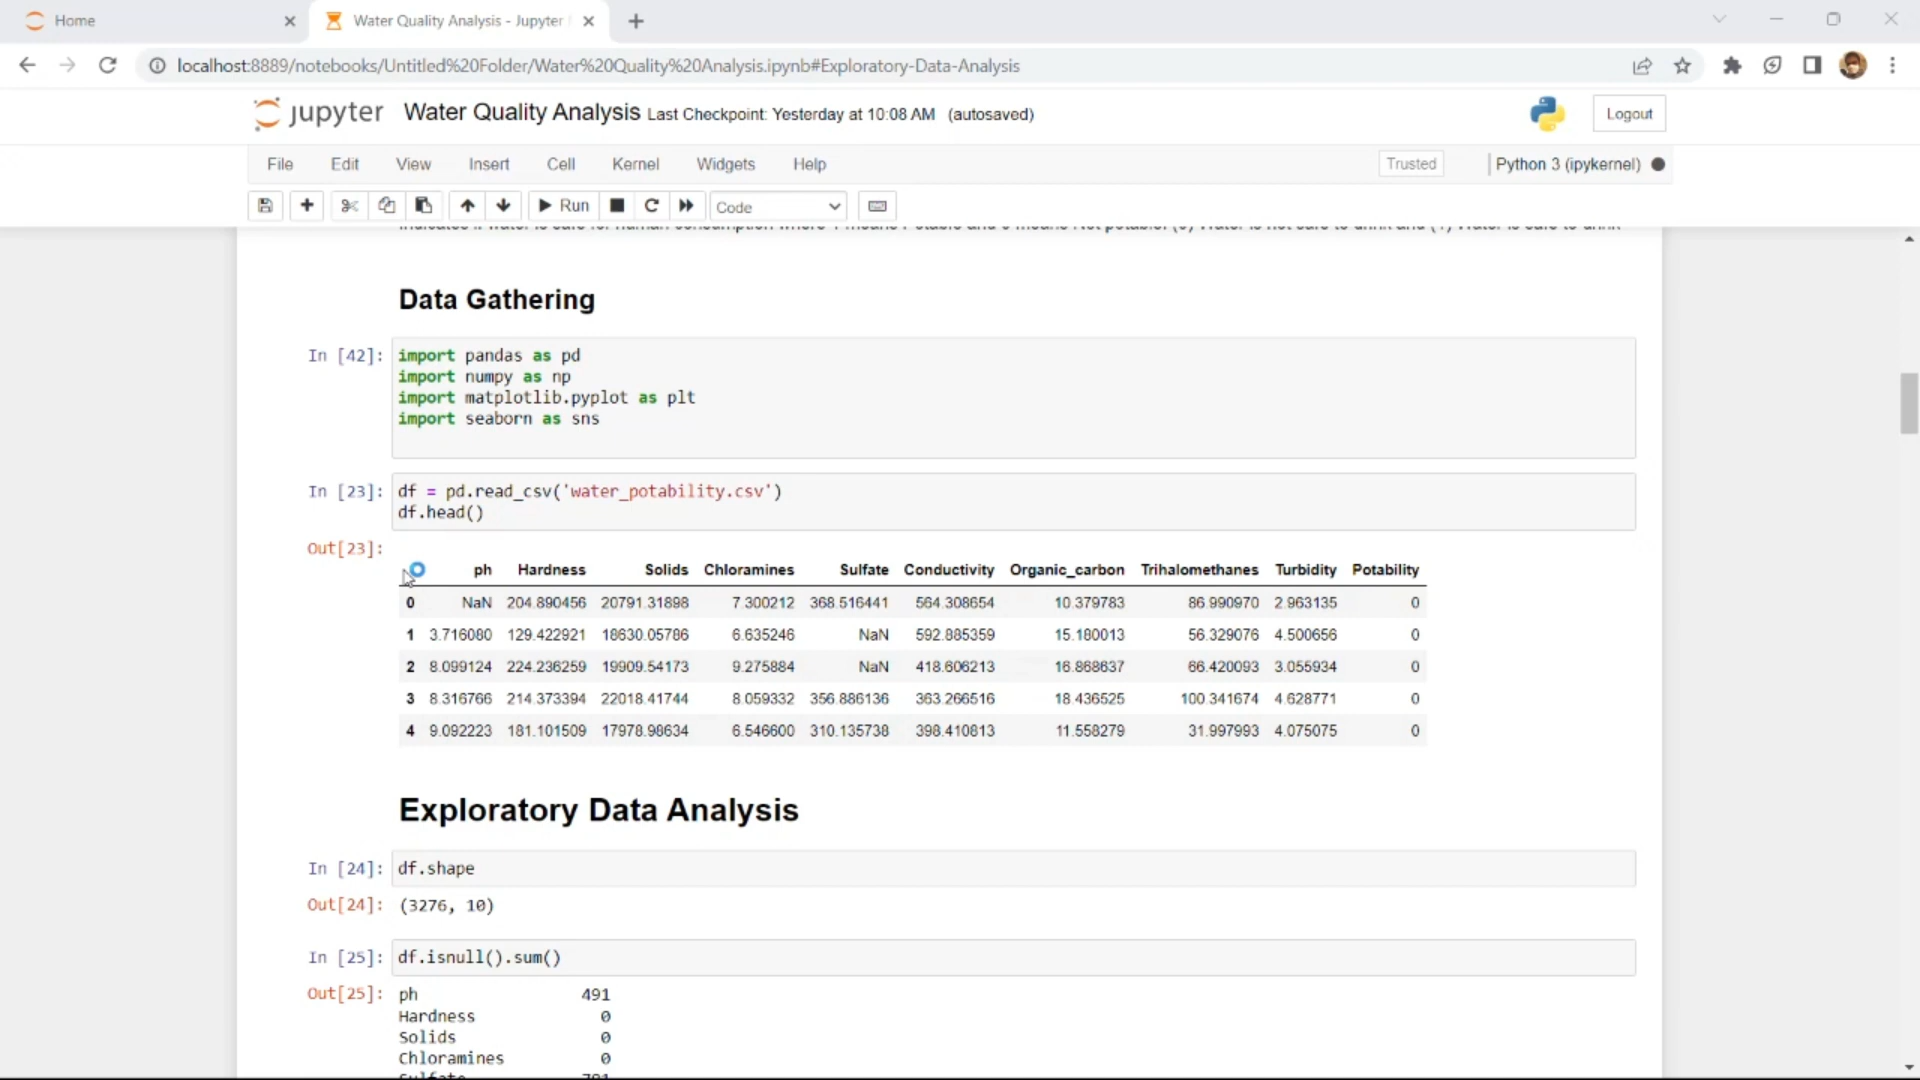 Home
Water Quality Analysis - Jupyter
localhost:8889/notebooks/Untitled%20Folder/Water%20Quality%20Analysis.ipynb#Exploratory-Data-Analysis
jupyter Water Quality Analysis Last Checkpoint: Yesterday at 10:08 AM (autosaved)
Logout
File Edit View Insert Cell Kernel Widgets Help
Trusted Python 3 (ipykernel)
Run Code
Data Gathering
In [42]: import pandas as pd
import numpy as np
import matplotlib.pyplot as plt
import seaborn as sns
In [23]: df = pd.read_csv('water_potability.csv')
df.head()
Out[23]:
ph Hardness Solids Chloramines Sulfate Conductivity Organic_carbon Trihalomethanes Turbidity Potability
0 NaN 204.890456 20791.31898 7.300212 368.516441 564.308654 10.379783 86.990970 2.963135 0
1 3.716080 129.422921 18630.05786 6.635246 NaN 592.885359 15.180013 56.329076 4.500656 0
2 8.099124 224.236259 19909.54173 9.275884 NaN 418.606213 16.868637 66.420093 3.055934 0
3 8.316766 214.373394 22018.41744 8.059332 356.886136 363.266516 18.436525 100.341674 4.628771 0
4 9.092223 181.101509 17978.98634 6.546600 310.135738 398.410813 11.558279 31.997993 4.075075 0
Exploratory Data Analysis
In [24]: df.shape
Out[24]: (3276, 10)
In [25]: df.isnull().sum()
Out[25]: ph 491
Hardness 0
Solids 0
Chloramines 0